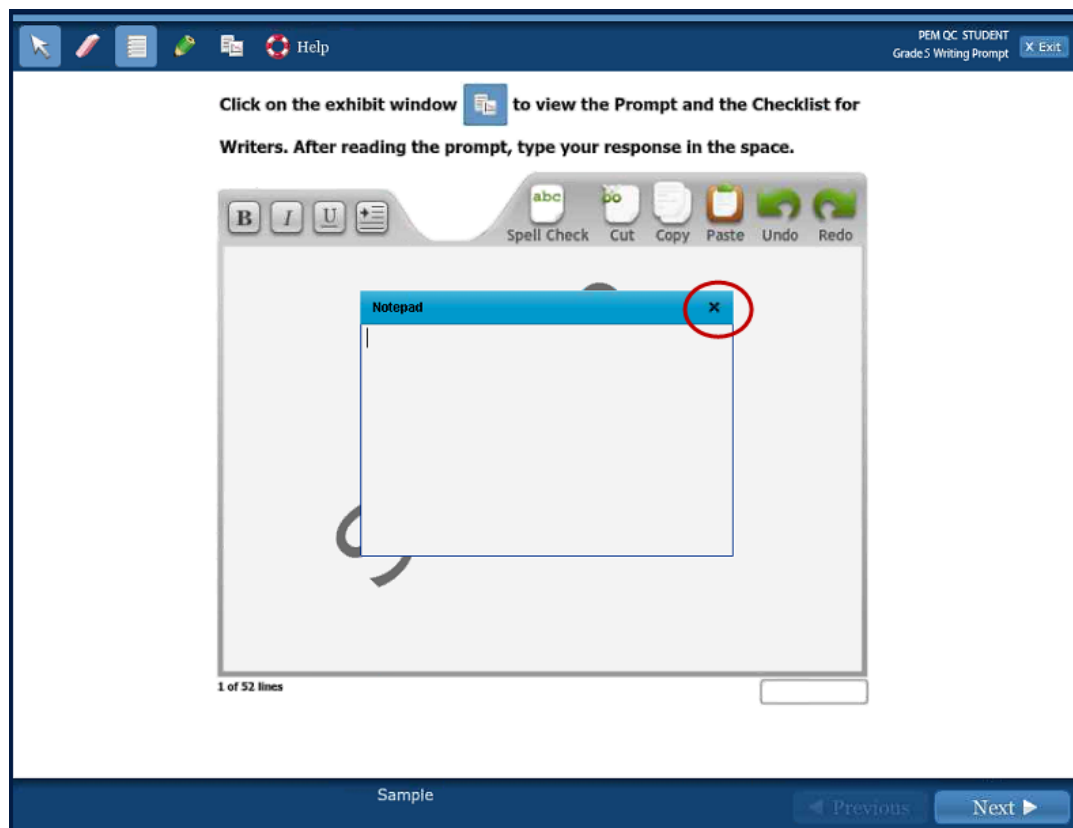 Help
PEM QC STUDENT
Grade 5 Writing Prompt
X Exit
Click on the exhibit window to view the Prompt and the Checklist for
Writers. After reading the prompt, type your response in the space.
B I U
abc
Spell Check Cut Copy Paste Undo Redo
Notepad ×
1 of 52 lines
Sample
Previous Next